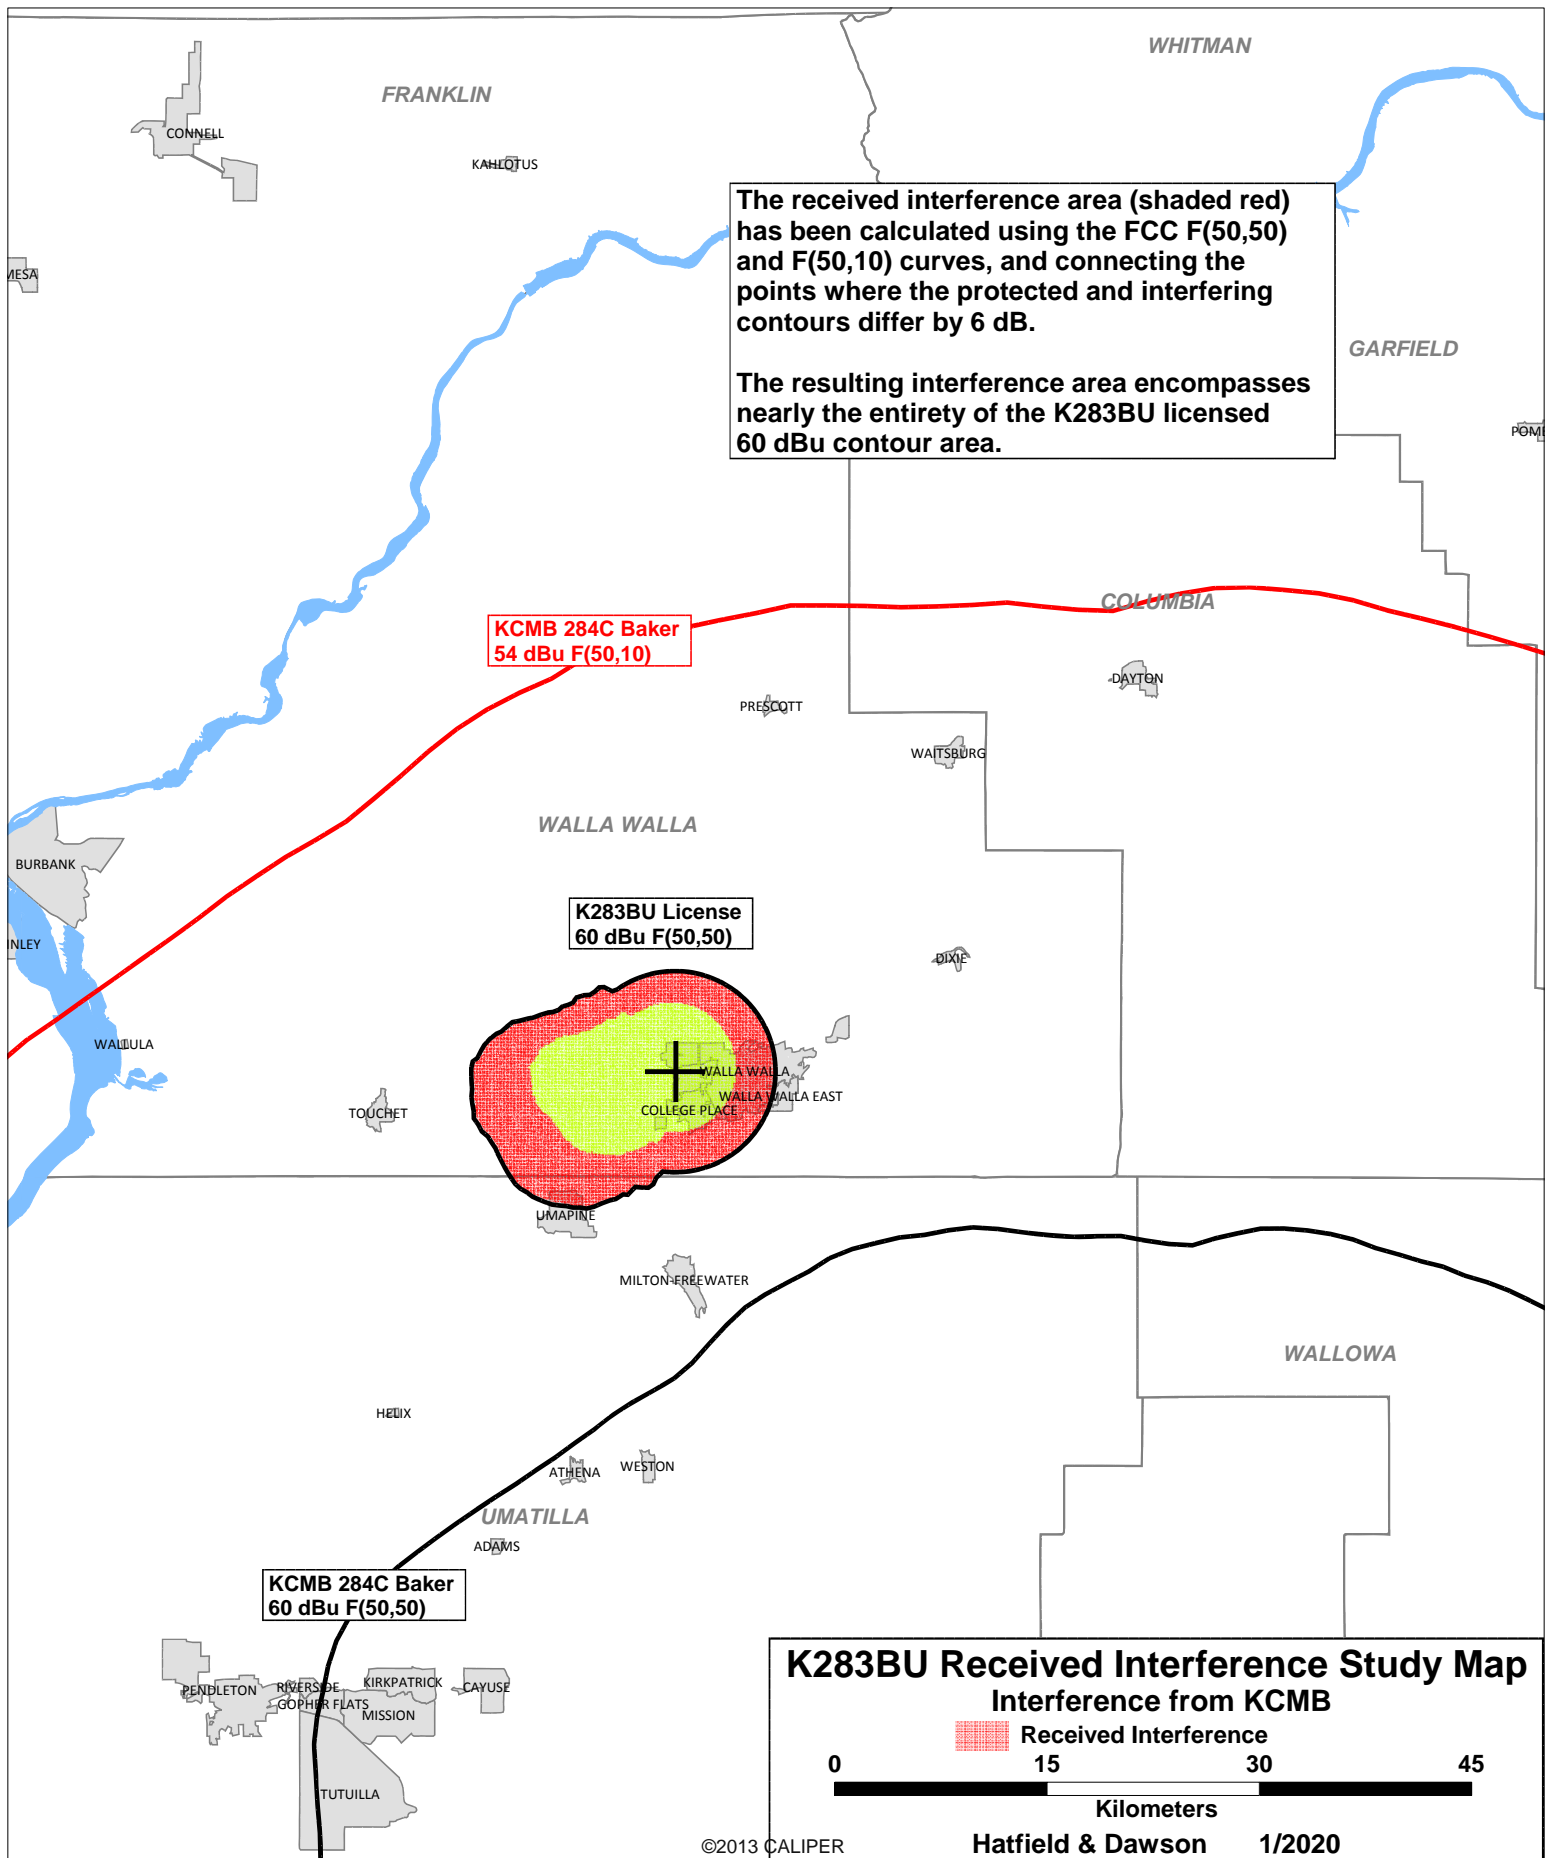 WHITMAN
FRANKLIN
CONNELL
KAHLOTUS
The received interference area (shaded red)
has been calculated using the FCC F(50,50)
and F(50,10) curves, and connecting the
points where the protected and interfering
contours differ by 6 dB.
The resulting interference area encompasses
nearly the entirety of the K283BU licensed
60 dBu contour area.
MESA
GARFIELD
POME
COLUMBIA
KCMB 284C Baker
54 dBu F(50,10)
DAYTON
PRESCOTT
WAITSBURG
WALLA WALLA
BURBANK
K283BU License
60 dBu F(50,50)
INLEY
DIXIE
WALLULA
WALLA WALLA
WALLA WALLA EAST
TOUCHET
COLLEGE PLACE
UMAPINE
MILTON-FREEWATER
WALLOWA
HELIX
ATHENA
WESTON
UMATILLA
ADAMS
KCMB 284C Baker
60 dBu F(50,50)
PENDLETON
RIVERSIDE
KIRKPATRICK
CAYUSE
GOPHER FLATS
MISSION
TUTUILLA
K283BU Received Interference Study Map
Interference from KCMB
Received Interference
0 15 30 45
Kilometers
©2013 CALIPER
Hatfield & Dawson 1/2020